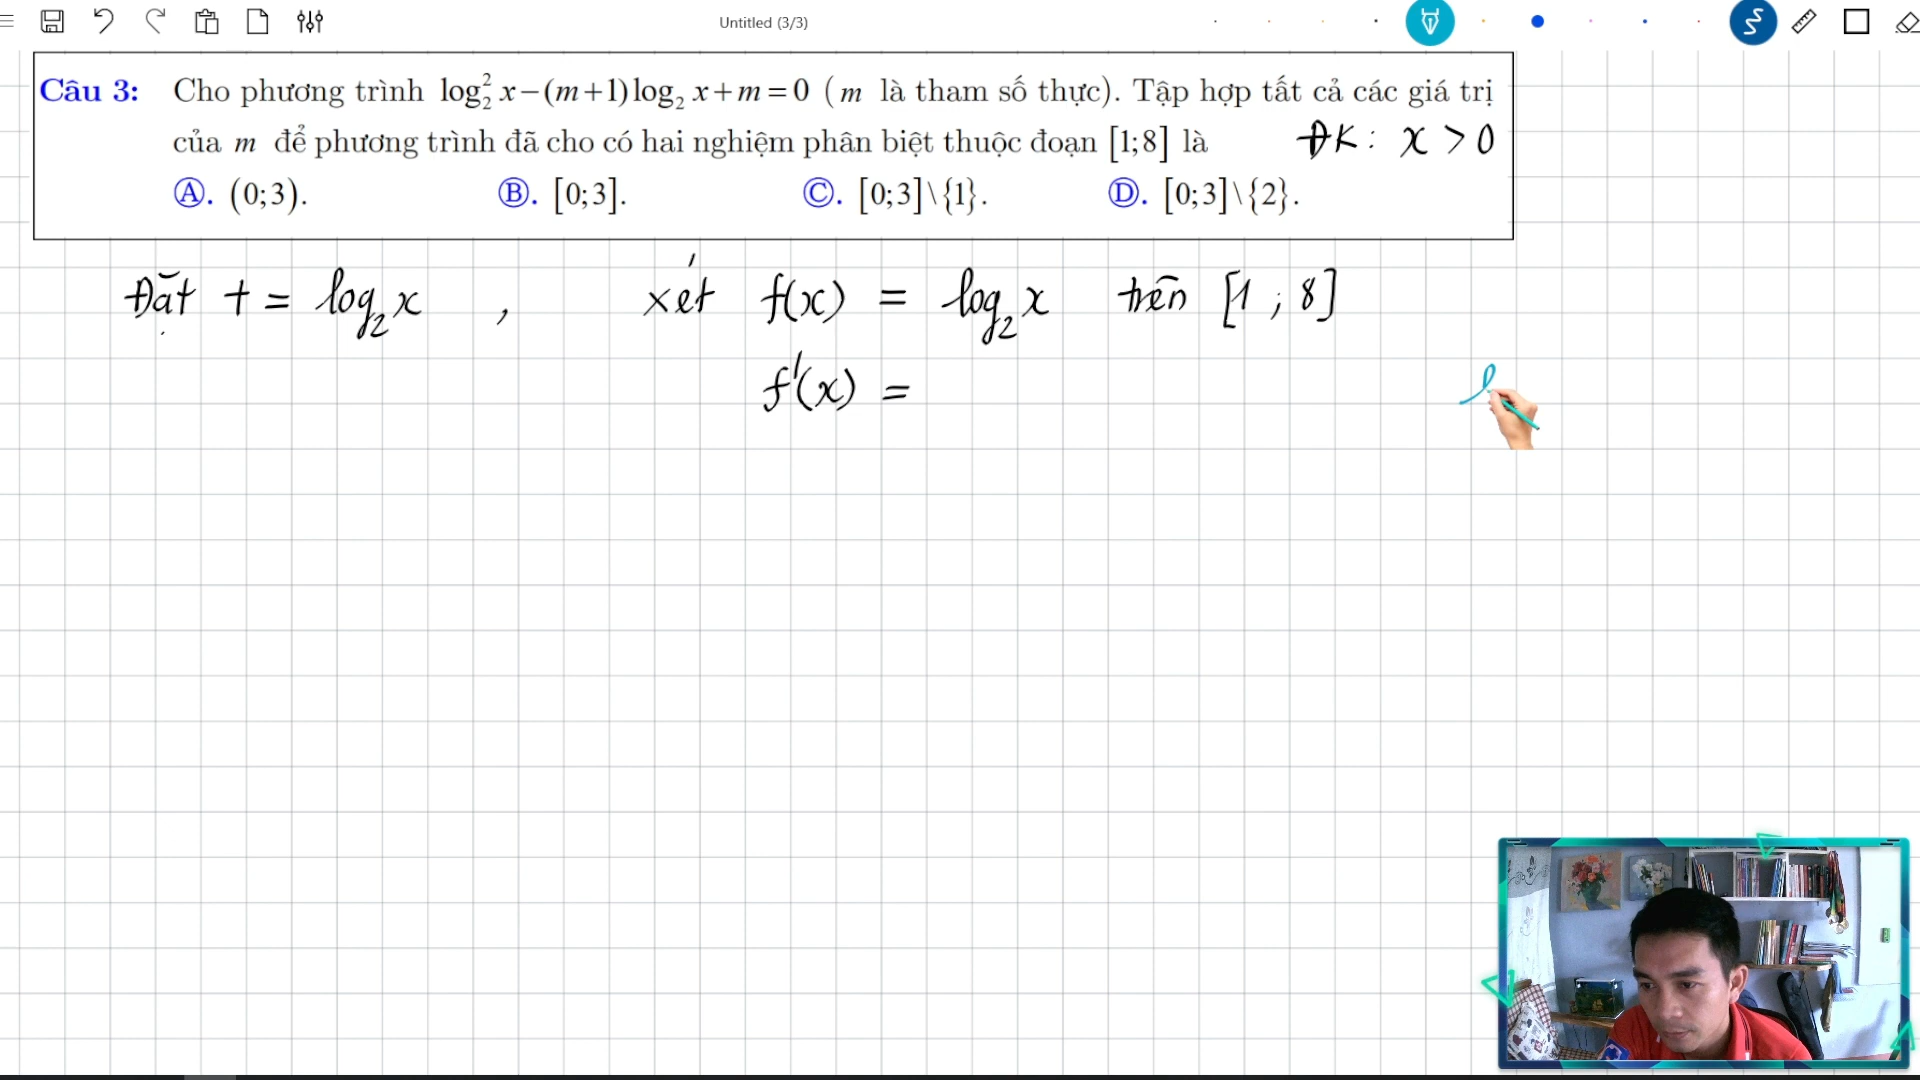 Untitled (3/3)
Câu 3: Cho phương trình log₂² x−(m+1)log₂ x+m=0 ( m là tham số thực). Tập hợp tất cả các giá trị
của m để phương trình đã cho có hai nghiệm phân biệt thuộc đoạn [1;8] là ĐK: x > 0
A. (0;3). B. [0;3]. C. [0;3]\{1}. D. [0;3]\{2}.
Đặt t = log₂x , xét f(x) = log₂x trên [1 ; 8]
f'(x) =
l